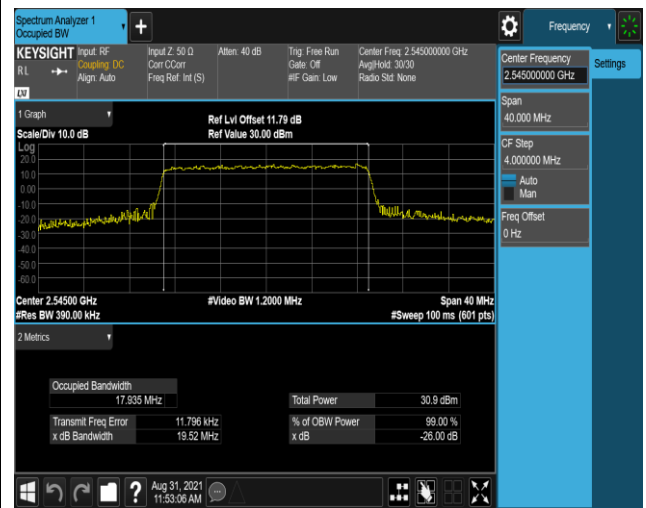 Spectrum Analyzer 1
Occupied BW
Frequency
KEYSIGHT
RL
LXI
Input: RF
Coupling: DC
Align: Auto
Input Z: 50 Ω
Corr CCorr
Freq Ref: Int (S)
Atten: 40 dB
Trig: Free Run
Gate: Off
#IF Gain: Low
Center Freq: 2.545000000 GHz
Avg|Hold: 30/30
Radio Std: None
Center Frequency
2.545000000 GHz
Settings
Span
40.000 MHz
CF Step
4.000000 MHz
Auto
Man
Freq Offset
0 Hz
1 Graph
Scale/Div 10.0 dB
Ref Lvl Offset 11.79 dB
Ref Value 30.00 dBm
Log
20.0
10.0
0.00
-10.0
-20.0
-30.0
-40.0
-50.0
-60.0
Center 2.54500 GHz
#Video BW 1.2000 MHz
Span 40 MHz
#Res BW 390.00 kHz
#Sweep 100 ms (601 pts)
2 Metrics
Occupied Bandwidth
17.935 MHz
Total Power 30.9 dBm
Transmit Freq Error 11.796 kHz
% of OBW Power 99.00 %
x dB Bandwidth 19.52 MHz
x dB -26.00 dB
?
Aug 31, 2021
11:53:06 AM